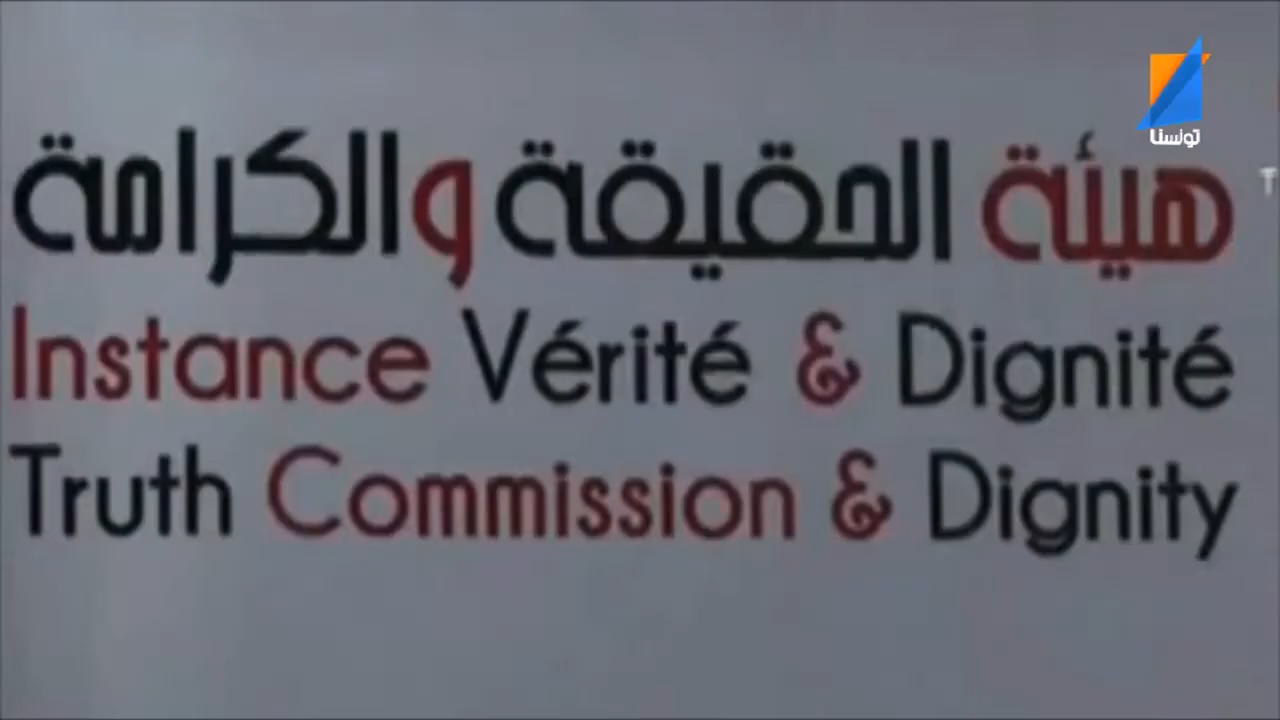 تونسنا
هيئة الحقيقة والكرامة
Instance Vérité & Dignité
Truth Commission & Dignity